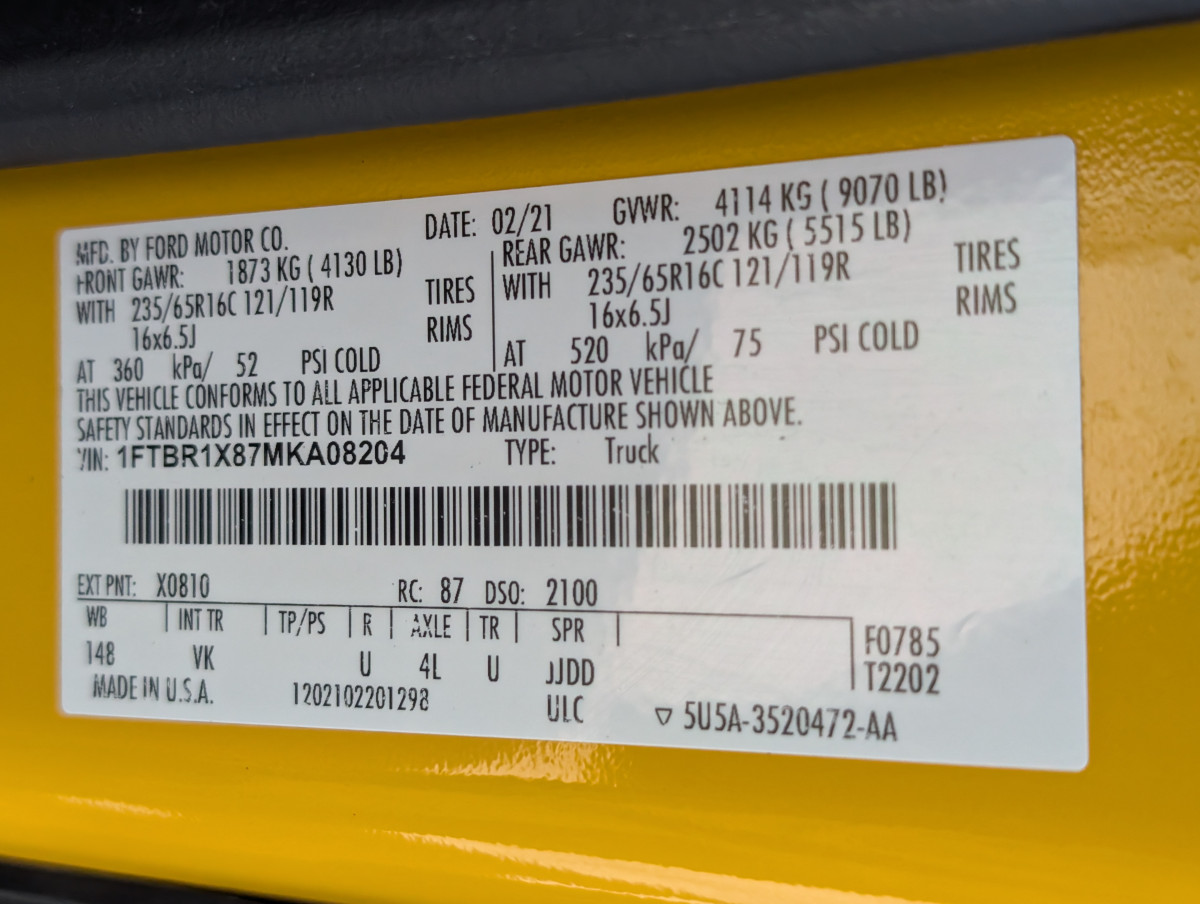 MFD. BY FORD MOTOR CO. DATE: 02/21 GVWR: 4114 KG ( 9070 LB)
FRONT GAWR: 1873 KG ( 4130 LB) REAR GAWR: 2502 KG ( 5515 LB)
WITH 235/65R16C 121/119R TIRES WITH 235/65R16C 121/119R TIRES
16x6.5J RIMS 16x6.5J RIMS
AT 360 kPa/ 52 PSI COLD AT 520 kPa/ 75 PSI COLD
THIS VEHICLE CONFORMS TO ALL APPLICABLE FEDERAL MOTOR VEHICLE
SAFETY STANDARDS IN EFFECT ON THE DATE OF MANUFACTURE SHOWN ABOVE.
VIN: 1FTBR1X87MKA08204 TYPE: Truck
EXT PNT: X0810 RC: 87 DSO: 2100
WB INT TR TP/PS R AXLE TR SPR F0785
148 VK U 4L U JJDD T2202
MADE IN U.S.A. 1202102201298 ULC ▽ 5U5A-3520472-AA